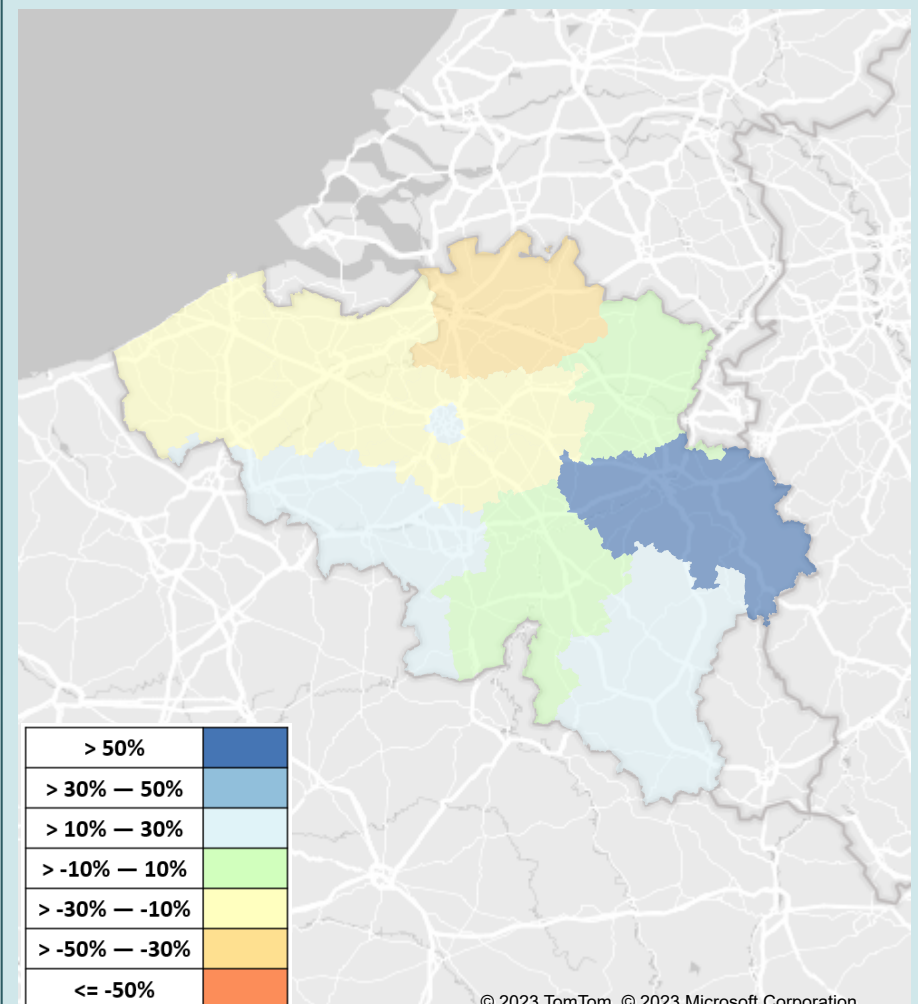 > 50%
> 30% — 50%
> 10% — 30%
> -10% — 10%
> -30% — -10%
> -50% — -30%
<= -50%
© 2023 TomTom, © 2023 Microsoft Corporation